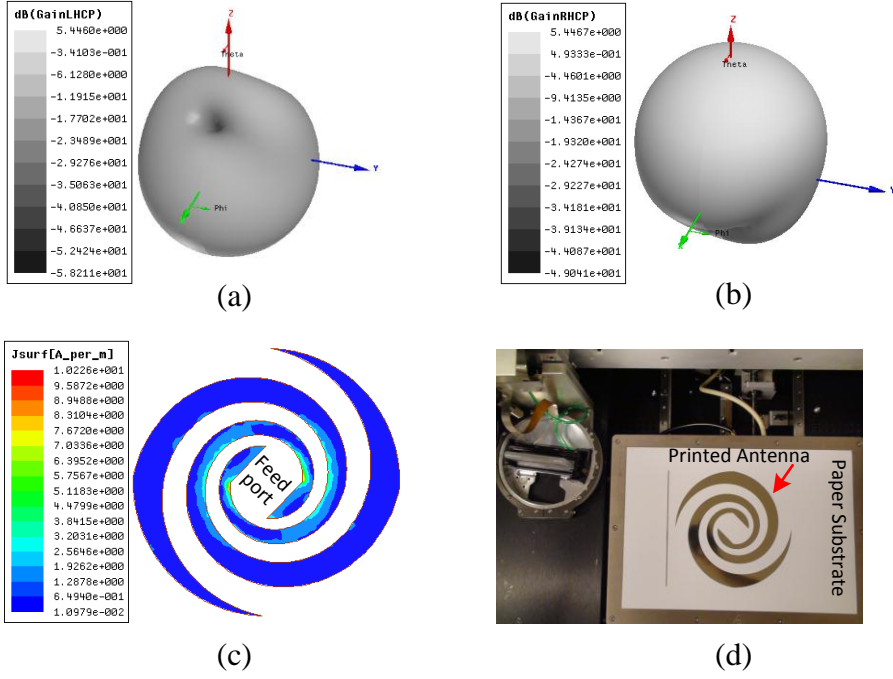 dB(GainLHCP)
5.4460e+000
-3.4103e-001
-6.1280e+000
-1.1915e+001
-1.7702e+001
-2.3489e+001
-2.9276e+001
-3.5063e+001
-4.0850e+001
-4.6637e+001
-5.2424e+001
-5.8211e+001
Z
Theta
Y
Phi
(a)
dB(GainRHCP)
5.4467e+000
4.9333e-001
-4.4601e+000
-9.4135e+000
-1.4367e+001
-1.9320e+001
-2.4274e+001
-2.9227e+001
-3.4181e+001
-3.9134e+001
-4.4087e+001
-4.9041e+001
Z
Theta
Y
Phi
(b)
Jsurf[A_per_m]
1.0226e+001
9.5872e+000
8.9488e+000
8.3104e+000
7.6720e+000
7.0336e+000
6.3952e+000
5.7567e+000
5.1183e+000
4.4799e+000
3.8415e+000
3.2031e+000
2.5646e+000
1.9262e+000
1.2878e+000
6.4940e-001
1.0979e-002
Feed
port
(c)
Printed Antenna
Paper Substrate
(d)